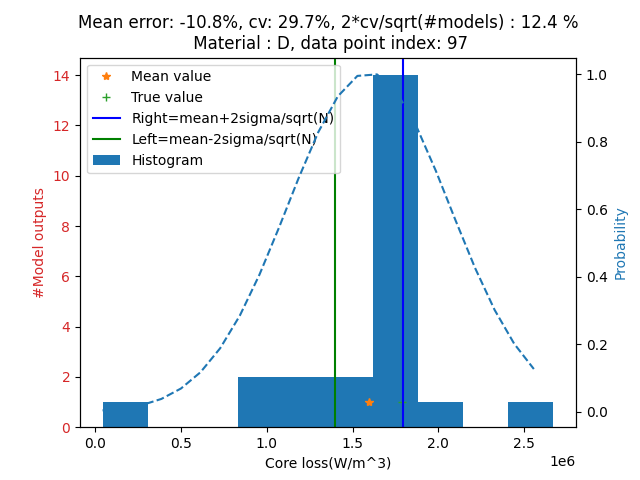 Mean error: -10.8%, cv: 29.7%, 2*cv/sqrt(#models) : 12.4 %
Material : D, data point index: 97
Mean value
True value
Right=mean+2sigma/sqrt(N)
Left=mean-2sigma/sqrt(N)
Histogram
#Model outputs
14
12
10
8
6
4
2
0
1.0
0.8
0.6
0.4
0.2
0.0
Probability
0.0 0.5 1.0 1.5 2.0 2.5
1e6
Core loss(W/m^3)